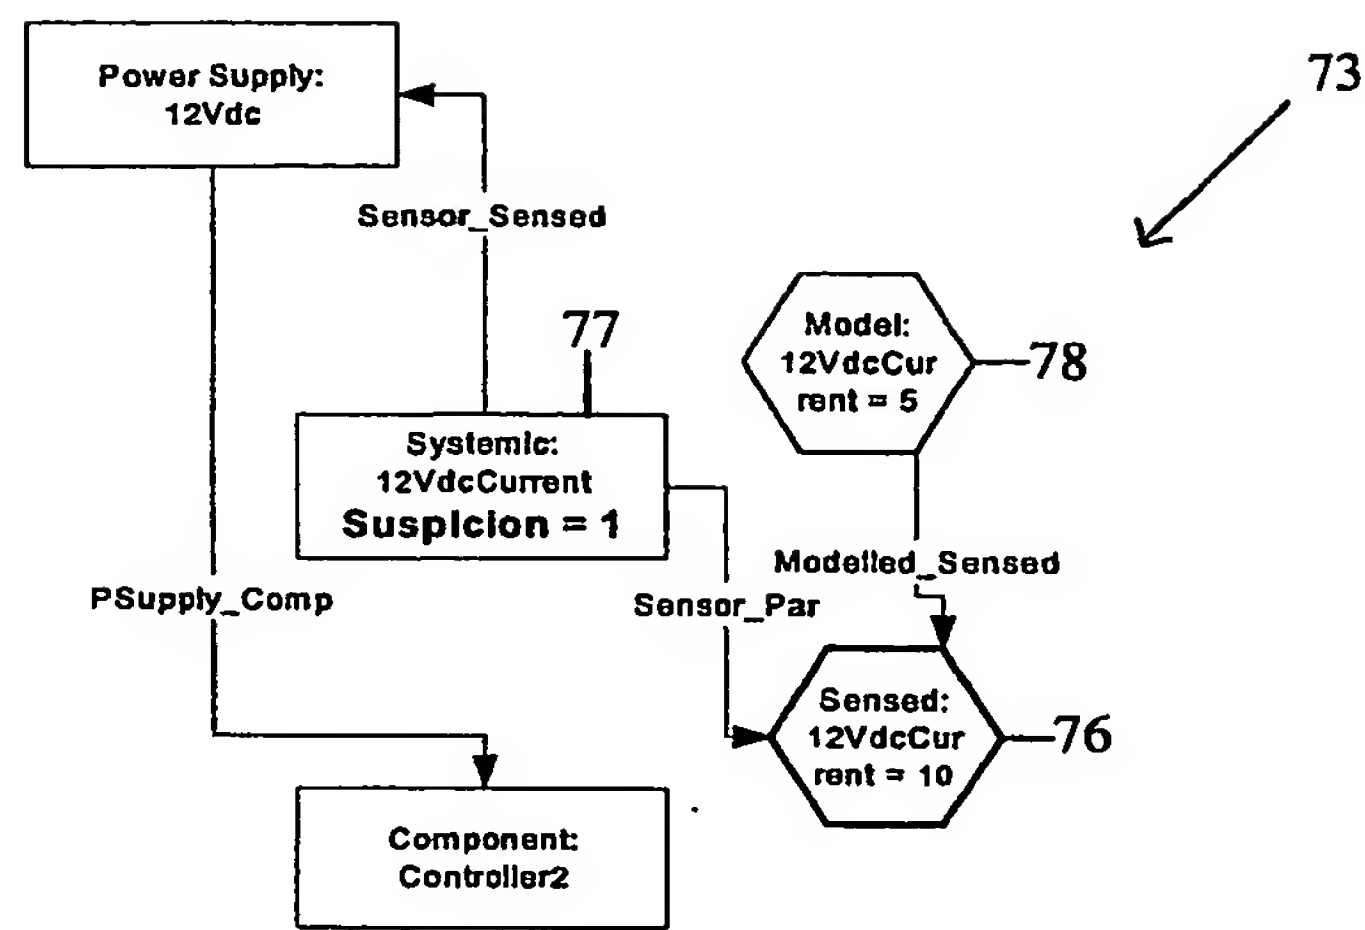 Power Supply:
12Vdc
73
Sensor_Sensed
77
Model:
12VdcCur
rent = 5
78
Systemic:
12VdcCurrent
Suspicion = 1
Modelled_Sensed
PSupply_Comp
Sensor_Par
Sensed:
12VdcCur
rent = 10
76
Component:
Controller2